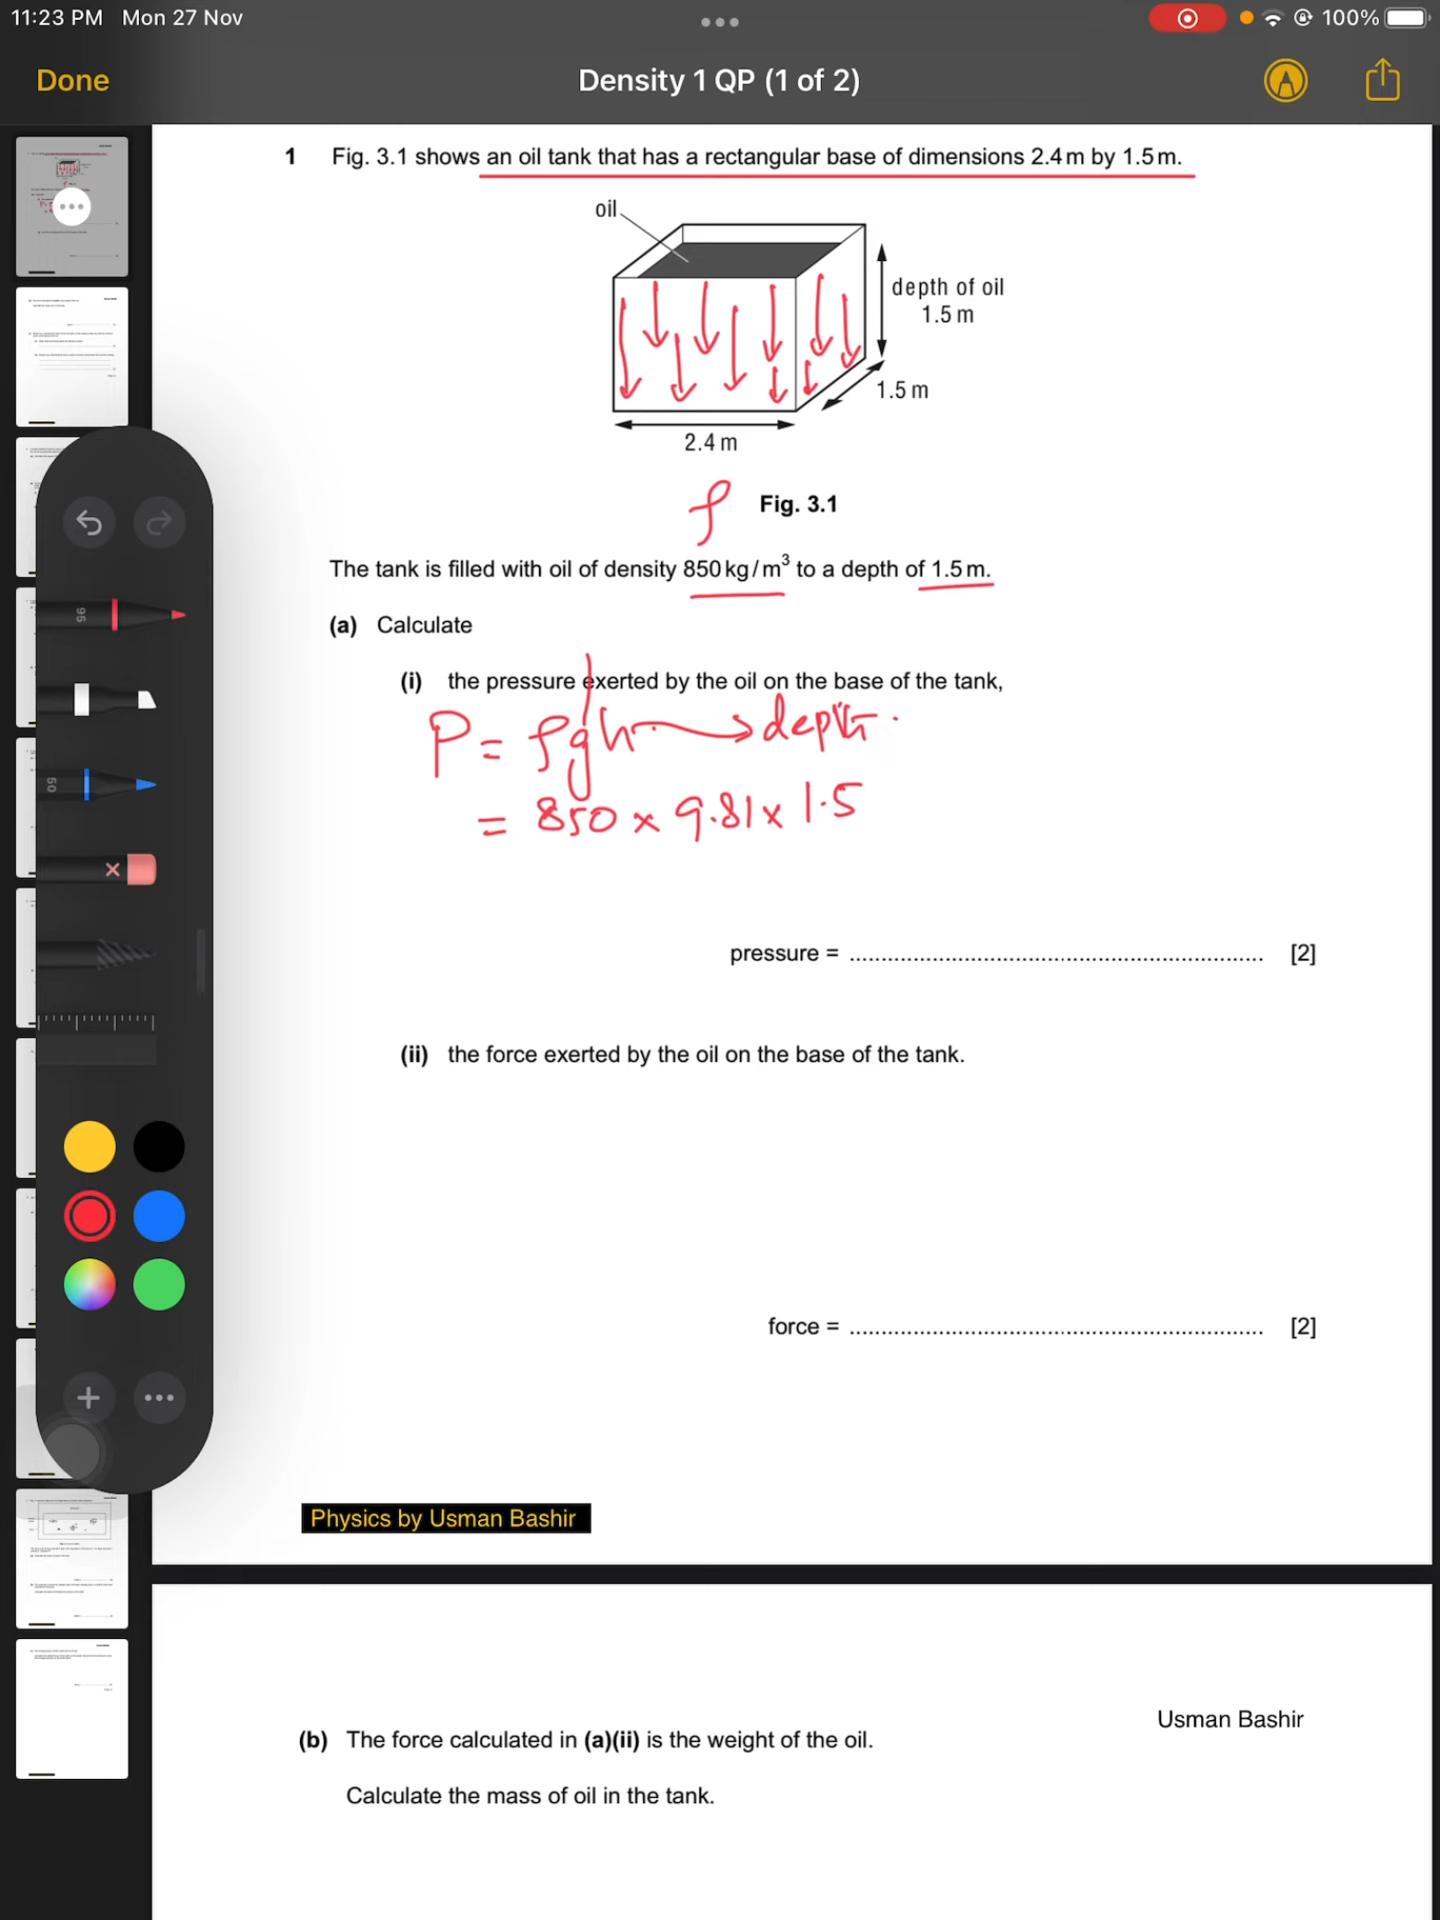 11:23 PM Mon 27 Nov
100%
Done
Density 1 QP (1 of 2)
1 Fig. 3.1 shows an oil tank that has a rectangular base of dimensions 2.4 m by 1.5 m.
oil
depth of oil
1.5 m
1.5 m
2.4 m
ρ
Fig. 3.1
The tank is filled with oil of density 850 kg/m³ to a depth of 1.5 m.
(a) Calculate
(i) the pressure exerted by the oil on the base of the tank,
P = ρgh → depth.
= 850 × 9.81 × 1.5
pressure = .................................................................. [2]
(ii) the force exerted by the oil on the base of the tank.
force = .................................................................. [2]
Physics by Usman Bashir
Usman Bashir
(b) The force calculated in (a)(ii) is the weight of the oil.
Calculate the mass of oil in the tank.
95
50